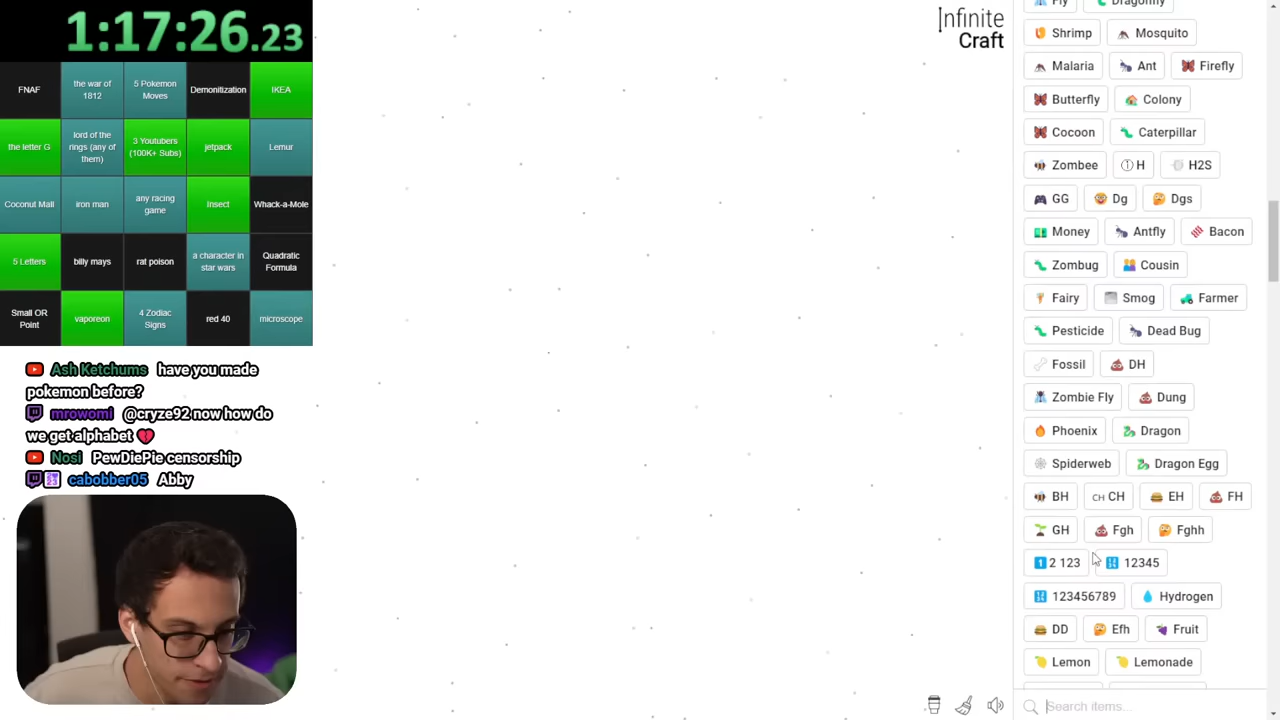 1:17:26.23
FNAF
the war of
1812
5 Pokemon
Moves
Demonitization
IKEA
the letter G
lord of the
rings (any of
them)
3 Youtubers
(100K+ Subs)
jetpack
Lemur
Coconut Mall
iron man
any racing
game
Insect
Whack-a-Mole
5 Letters
billy mays
rat poison
a character in
star wars
Quadratic
Formula
Small OR
Point
vaporeon
4 Zodiac
Signs
red 40
microscope
Ash Ketchums have you made
pokemon before?
mrowomi @cryze92 now how do
we get alphabet
Nosi PewDiePie censorship
cabobber05 Abby
Infinite
Craft
Fly Dragonfly
Shrimp Mosquito
Malaria Ant Firefly
Butterfly Colony
Cocoon Caterpillar
Zombee H H2S
GG Dg Dgs
Money Antfly Bacon
Zombug Cousin
Fairy Smog Farmer
Pesticide Dead Bug
Fossil DH
Zombie Fly Dung
Phoenix Dragon
Spiderweb Dragon Egg
BH CH CH EH FH
GH Fgh Fghh
2 123 12345
123456789 Hydrogen
DD Efh Fruit
Lemon Lemonade
Search items...